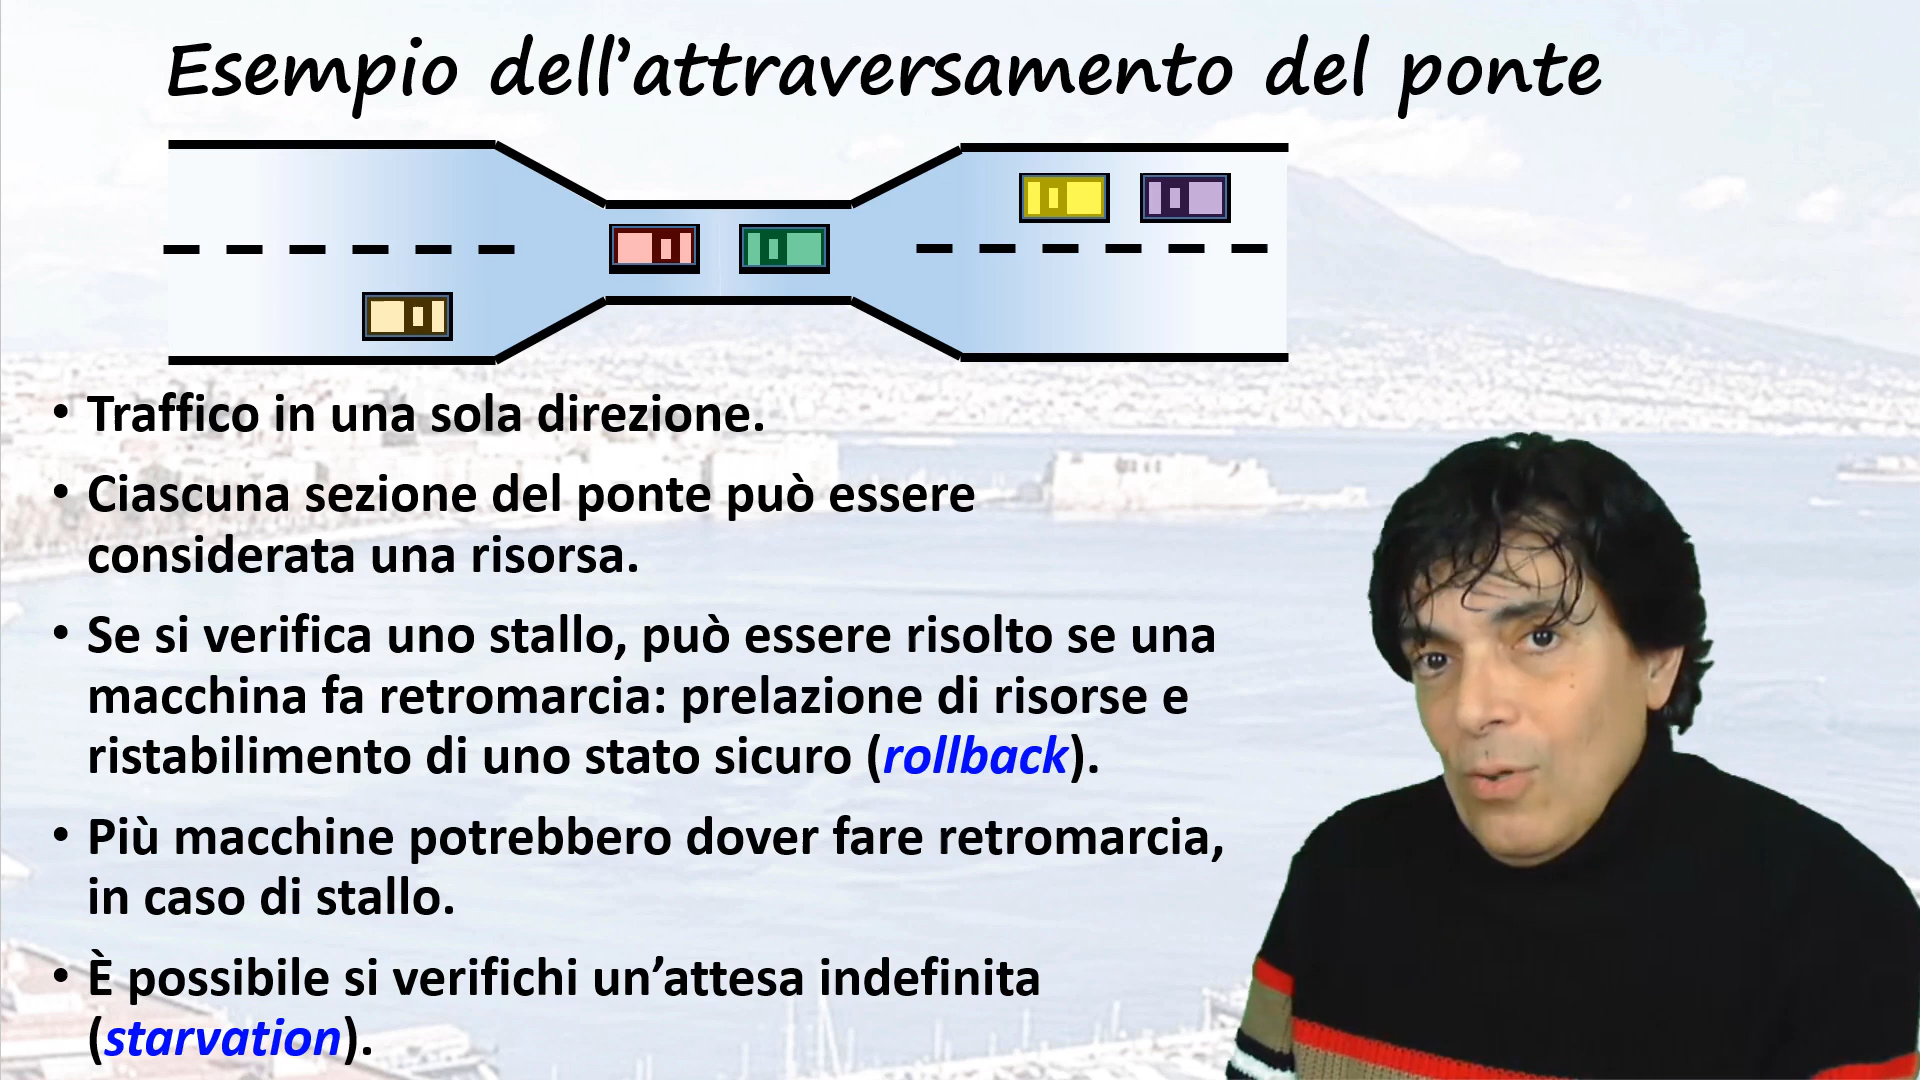 Esempio dell’attraversamento del ponte
• Traffico in una sola direzione.
• Ciascuna sezione del ponte può essere
considerata una risorsa.
• Se si verifica uno stallo, può essere risolto se una
macchina fa retromarcia: prelazione di risorse e
ristabilimento di uno stato sicuro (rollback).
• Più macchine potrebbero dover fare retromarcia,
in caso di stallo.
• È possibile si verifichi un’attesa indefinita
(starvation).